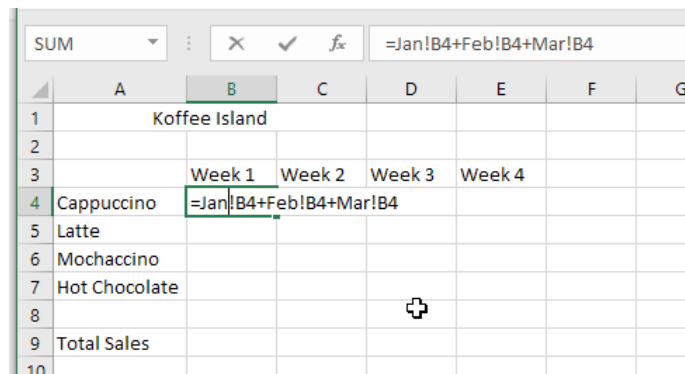 SUM fx =Jan!B4+Feb!B4+Mar!B4
A B C D E F G
1 Koffee Island
2
3 Week 1 Week 2 Week 3 Week 4
4 Cappuccino =Jan!B4+Feb!B4+Mar!B4
5 Latte
6 Mochaccino
7 Hot Chocolate
8
9 Total Sales
10